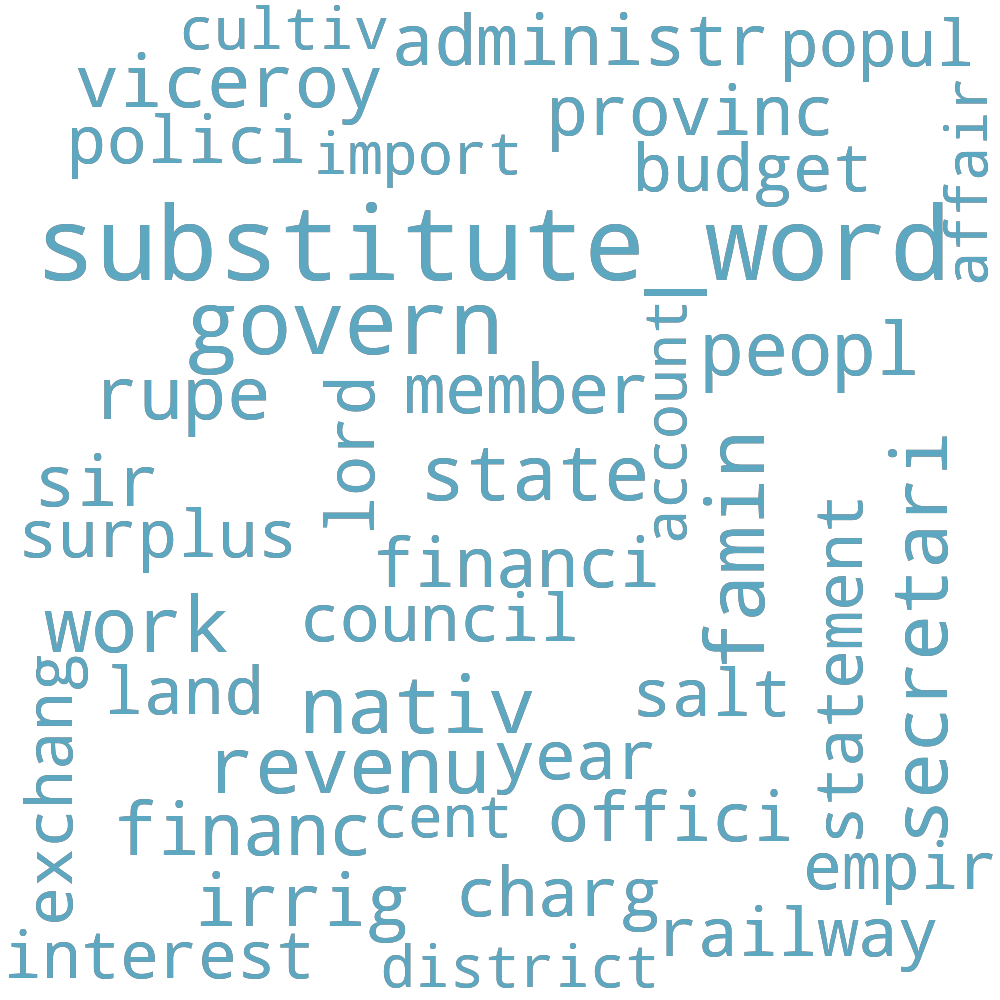 cultiv administr popul
viceroy provinc affair
polici import budget
substitute_word
govern account peopl
rupe lord member
sir state famin secretari
surplus financi statement
work council
exchang land nativ salt
revenu year
financ cent offici
irrig charg empir
interest district railway